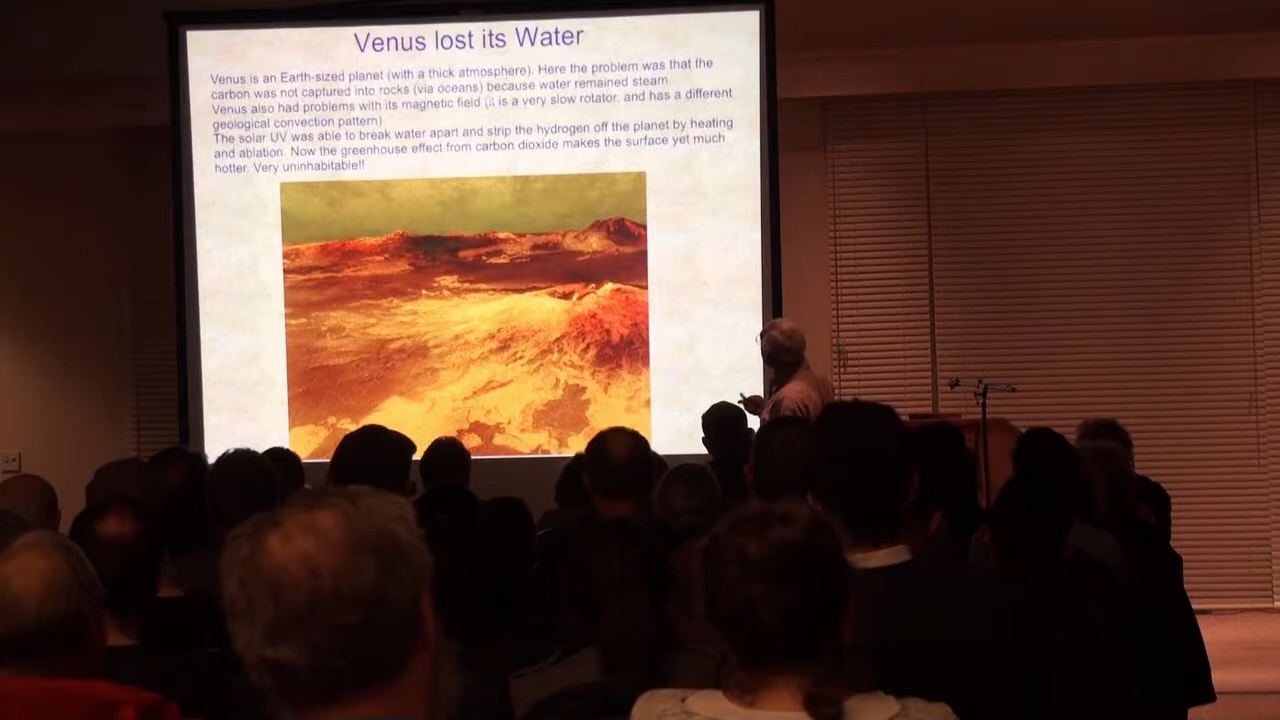 Venus lost its Water
Venus is an Earth-sized planet (with a thick atmosphere). Here the problem was that the
carbon was not captured into rocks (via oceans) because water remained steam.
Venus also had problems with its magnetic field (it is a very slow rotator, and has a different
geological convection pattern)
The solar UV was able to break water apart and strip the hydrogen off the planet by heating
and ablation. Now the greenhouse effect from carbon dioxide makes the surface yet much
hotter. Very uninhabitable!!